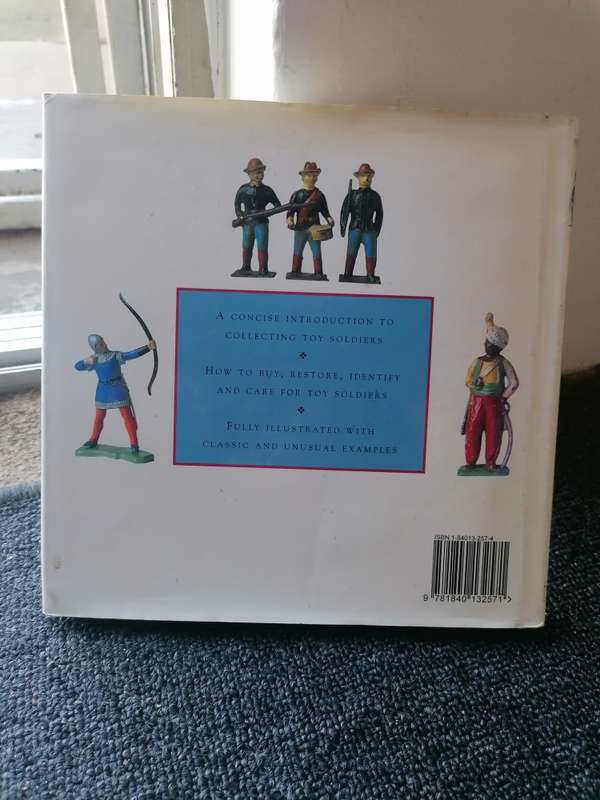 A CONCISE INTRODUCTION TO
COLLECTING TOY SOLDIERS
HOW TO BUY, RESTORE, IDENTIFY
AND CARE FOR TOY SOLDIERS
FULLY ILLUSTRATED WITH
CLASSIC AND UNUSUAL EXAMPLES
ISBN 1-84013-257-4
9 781840 132571 >